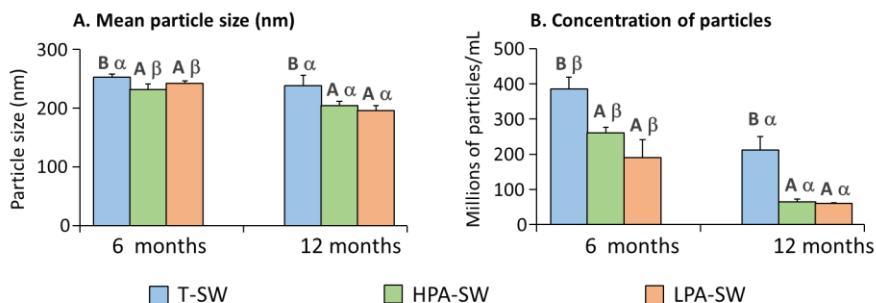 A. Mean particle size (nm)
Particle size (nm)
300
200
100
0
B α
A β
A β
B α
A α
A α
6 months
12 months
B. Concentration of particles
Millions of particles/mL
500
400
300
200
100
0
B β
A β
A β
B α
A α
A α
6 months
12 months
T-SW
HPA-SW
LPA-SW